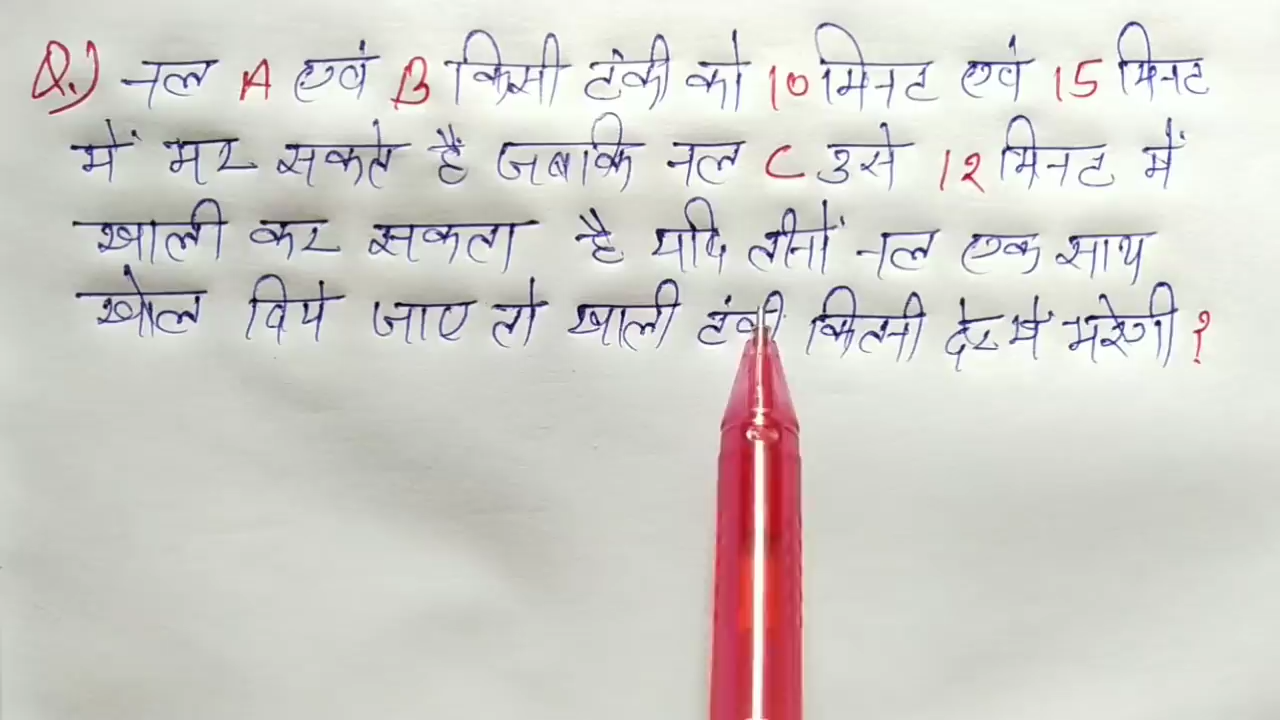 Q.) नल A एवं B किसी टंकी को 10 मिनट एवं 15 मिनट
में भर सकते हैं जबकि नल C उसे 12 मिनट में
खाली कर सकता है यदि तीनों नल एक साथ
खोल दिये जाए तो खाली टंकी कितनी देर में भरेगी ?